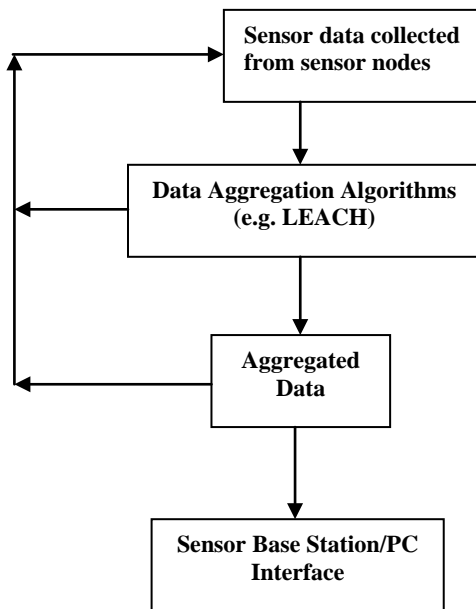 Sensor data collected
from sensor nodes
Data Aggregation Algorithms
(e.g. LEACH)
Aggregated
Data
Sensor Base Station/PC
Interface